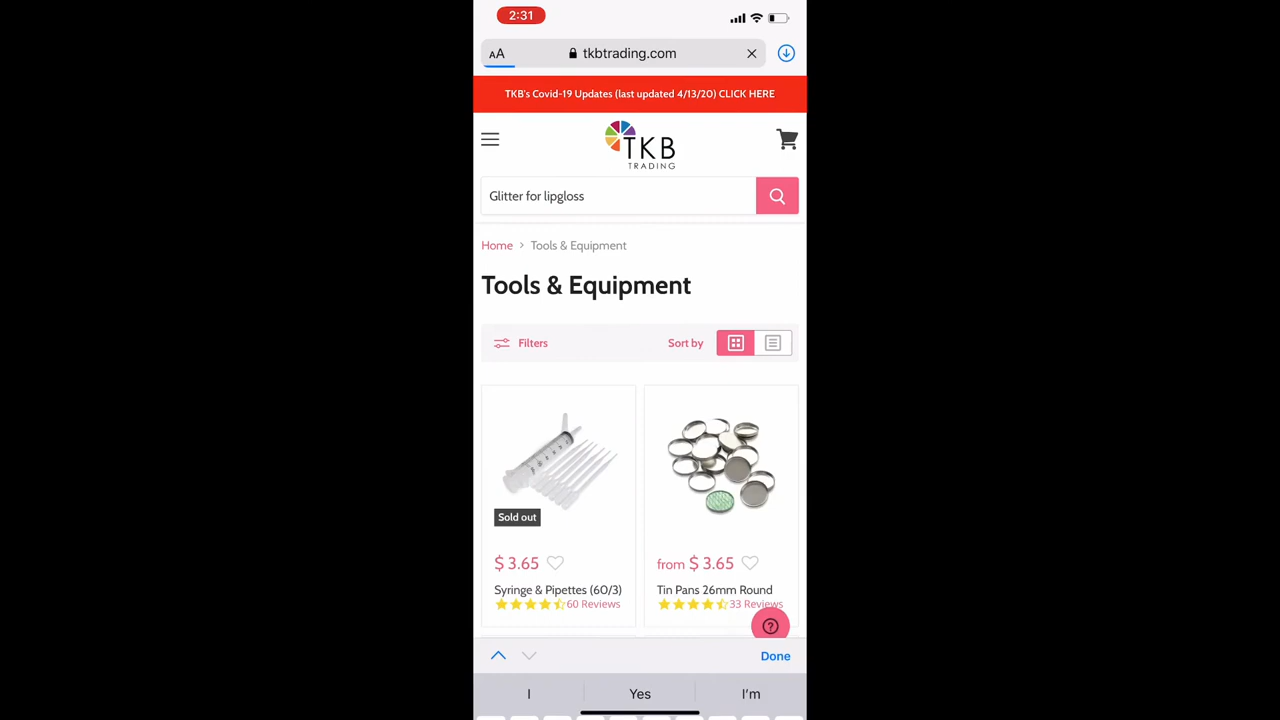 2:31
AA tkbtrading.com
TKB's Covid-19 Updates (last updated 4/13/20) CLICK HERE
TKB
TRADING
Glitter for lipgloss
Home > Tools & Equipment
Tools & Equipment
Filters Sort by
Sold out
$ 3.65 from $ 3.65
Syringe & Pipettes (60/3) Tin Pans 26mm Round
60 Reviews 33 Reviews
Done
I Yes I'm